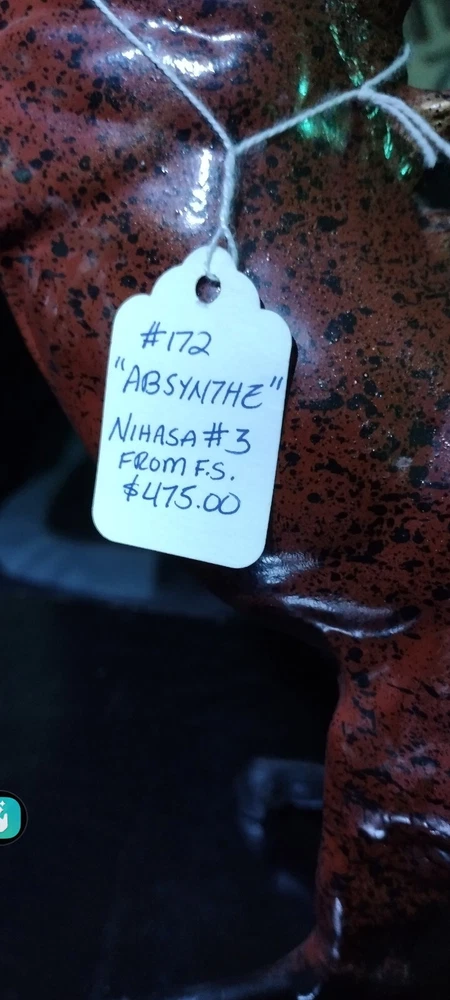 #172
"ABSYNTHE"
NIHASA #3
FROM F.S.
$475.00